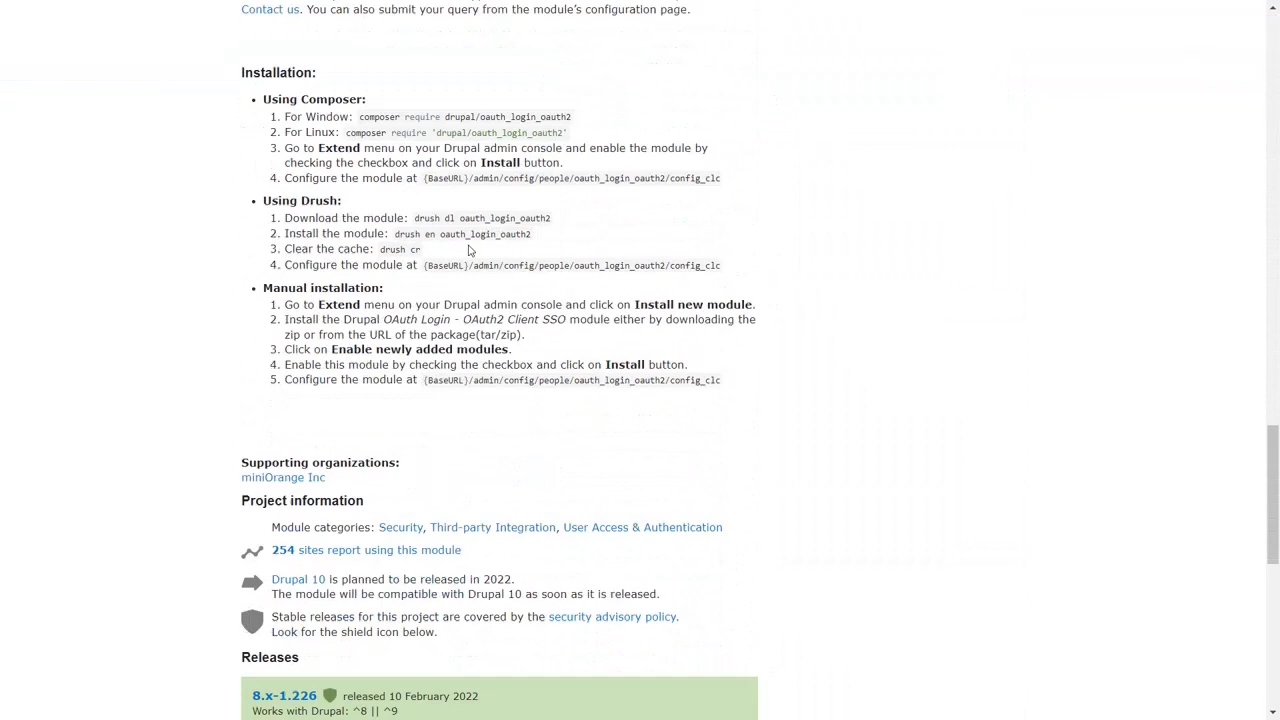 Contact us. You can also submit your query from the module's configuration page.
Installation:
• Using Composer:
1. For Window: composer require drupal/oauth_login_oauth2
2. For Linux: composer require 'drupal/oauth_login_oauth2'
3. Go to Extend menu on your Drupal admin console and enable the module by
checking the checkbox and click on Install button.
4. Configure the module at {BaseURL}/admin/config/people/oauth_login_oauth2/config_clc
• Using Drush:
1. Download the module: drush dl oauth_login_oauth2
2. Install the module: drush en oauth_login_oauth2
3. Clear the cache: drush cr
4. Configure the module at {BaseURL}/admin/config/people/oauth_login_oauth2/config_clc
• Manual installation:
1. Go to Extend menu on your Drupal admin console and click on Install new module.
2. Install the Drupal OAuth Login - OAuth2 Client SSO module either by downloading the
zip or from the URL of the package(tar/zip).
3. Click on Enable newly added modules.
4. Enable this module by checking the checkbox and click on Install button.
5. Configure the module at {BaseURL}/admin/config/people/oauth_login_oauth2/config_clc
Supporting organizations:
miniOrange Inc
Project information
Module categories: Security, Third-party Integration, User Access & Authentication
254 sites report using this module
Drupal 10 is planned to be released in 2022.
The module will be compatible with Drupal 10 as soon as it is released.
Stable releases for this project are covered by the security advisory policy.
Look for the shield icon below.
Releases
8.x-1.226 released 10 February 2022
Works with Drupal: ^8 || ^9